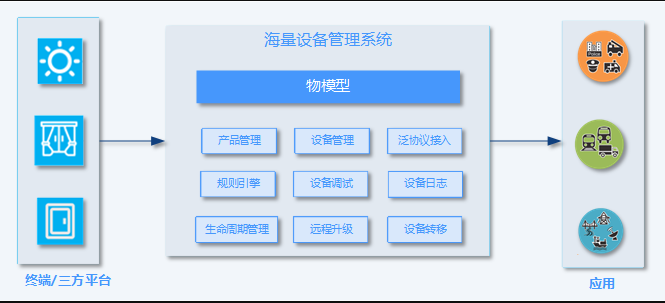 海量设备管理系统
物模型
产品管理
设备管理
泛协议接入
规则引擎
设备调试
设备日志
生命周期管理
远程升级
设备转移
终端/三方平台
应用